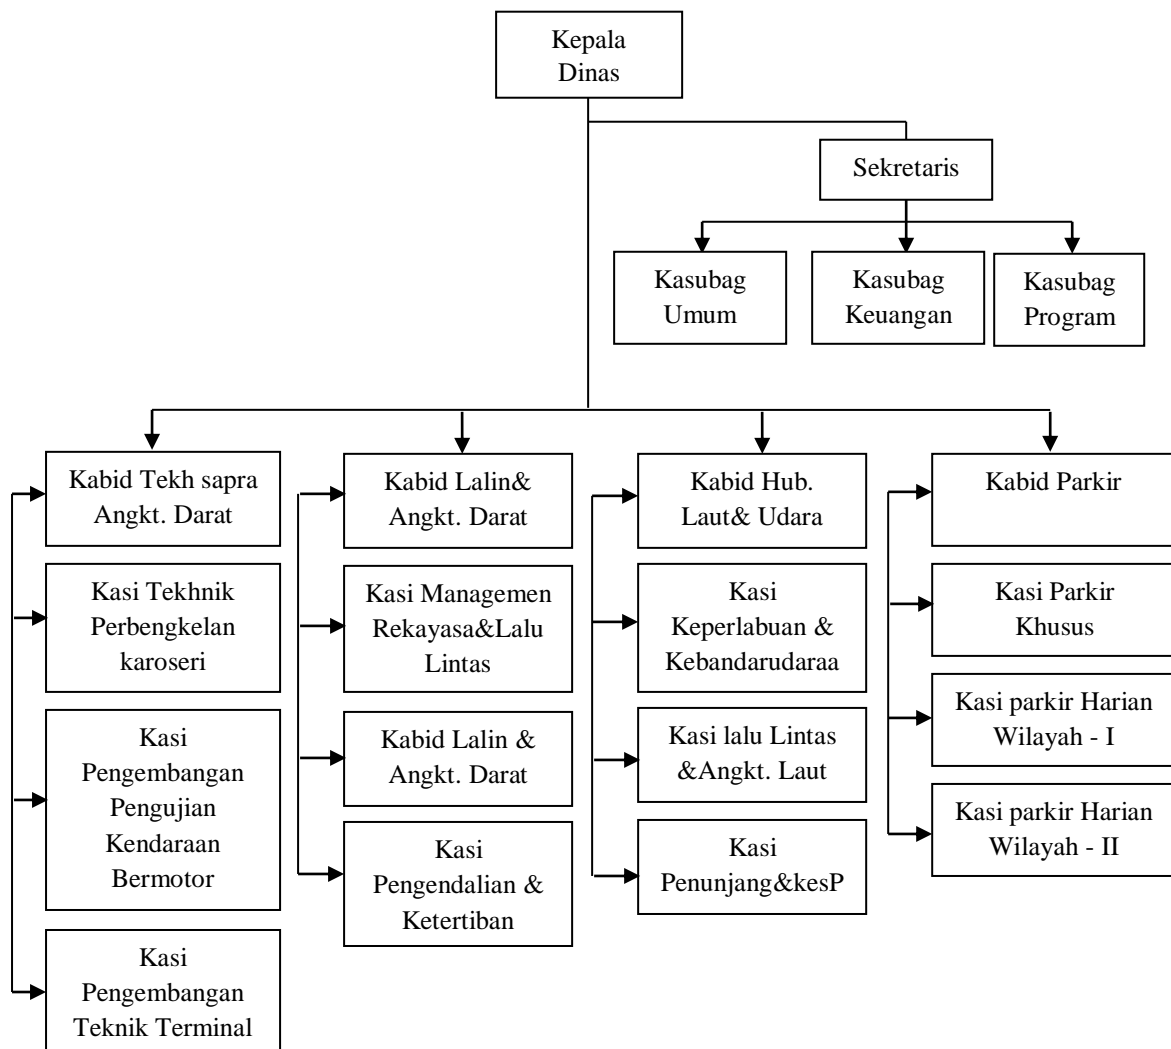 Kepala
Dinas
Sekretaris
Kasubag
Umum
Kasubag
Keuangan
Kasubag
Program
Kabid Tekh sapra
Angkt. Darat
Kabid Lalin&
Angkt. Darat
Kabid Hub.
Laut& Udara
Kabid Parkir
Kasi Tekhnik
Perbengkelan
karoseri
Kasi Managemen
Rekayasa&Lalu
Lintas
Kasi
Keperlabuan &
Kebandarudaraa
Kasi Parkir
Khusus
Kasi
Pengembangan
Pengujian
Kendaraan
Bermotor
Kabid Lalin &
Angkt. Darat
Kasi lalu Lintas
&Angkt. Laut
Kasi parkir Harian
Wilayah - I
Kasi
Pengendalian &
Ketertiban
Kasi
Penunjang&kesP
Kasi parkir Harian
Wilayah - II
Kasi
Pengembangan
Teknik Terminal